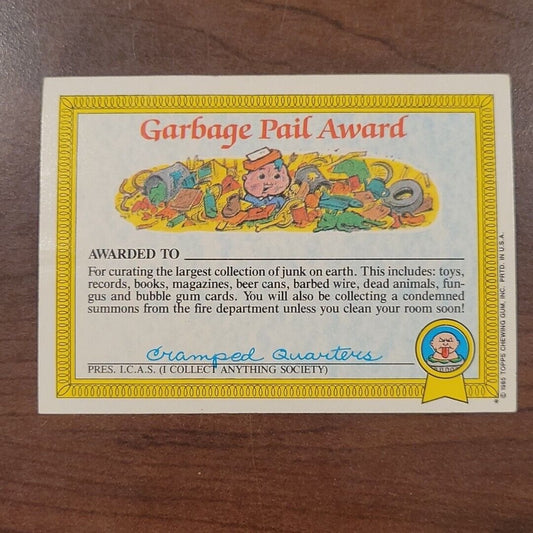 Garbage Pail Award
AWARDED TO
For curating the largest collection of junk on earth. This includes: toys,
records, books, magazines, beer cans, barbed wire, dead animals, fun-
gus and bubble gum cards. You will also be collecting a condemned
summons from the fire department unless you clean your room soon!
Cramped Quarters
PRES. I.C.A.S. (I COLLECT ANYTHING SOCIETY)
* © 1985 TOPPS CHEWING GUM, INC. PRTD. IN U.S.A.